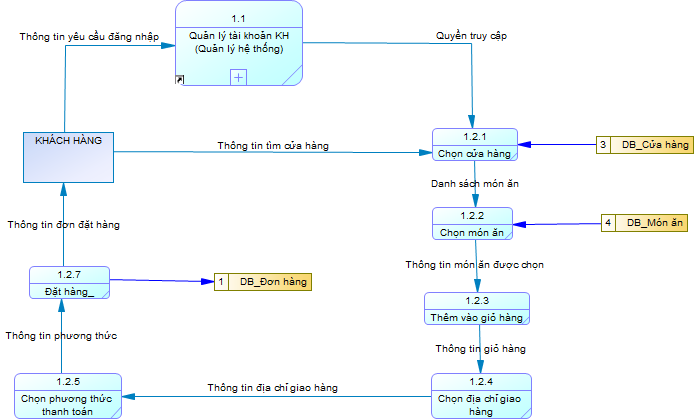 1.1
Quản lý tài khoản KH
(Quản lý hệ thống)
Thông tin yêu cầu đăng nhập
Quyền truy cập
KHÁCH HÀNG
Thông tin tìm cửa hàng
1.2.1
Chọn cửa hàng
3 DB_Cửa hàng
Danh sách món ăn
1.2.2
Chọn món ăn
4 DB_Món ăn
Thông tin đơn đặt hàng
Thông tin món ăn được chọn
1.2.7
Đặt hàng_
1 DB_Đơn hàng
1.2.3
Thêm vào giỏ hàng
Thông tin phương thức
Thông tin giỏ hàng
1.2.5
Chọn phương thức
thanh toán
Thông tin địa chỉ giao hàng
1.2.4
Chọn địa chỉ giao
hàng